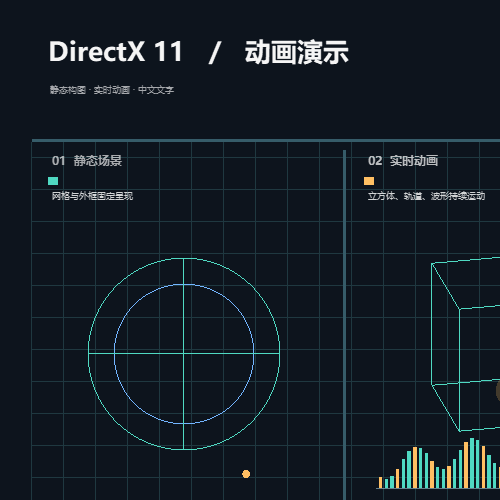 DirectX 11 / 动画演示
静态构图 · 实时动画 · 中文文字
01 静态场景
网格与外框固定呈现
02 实时动画
立方体、轨道、波形持续运动